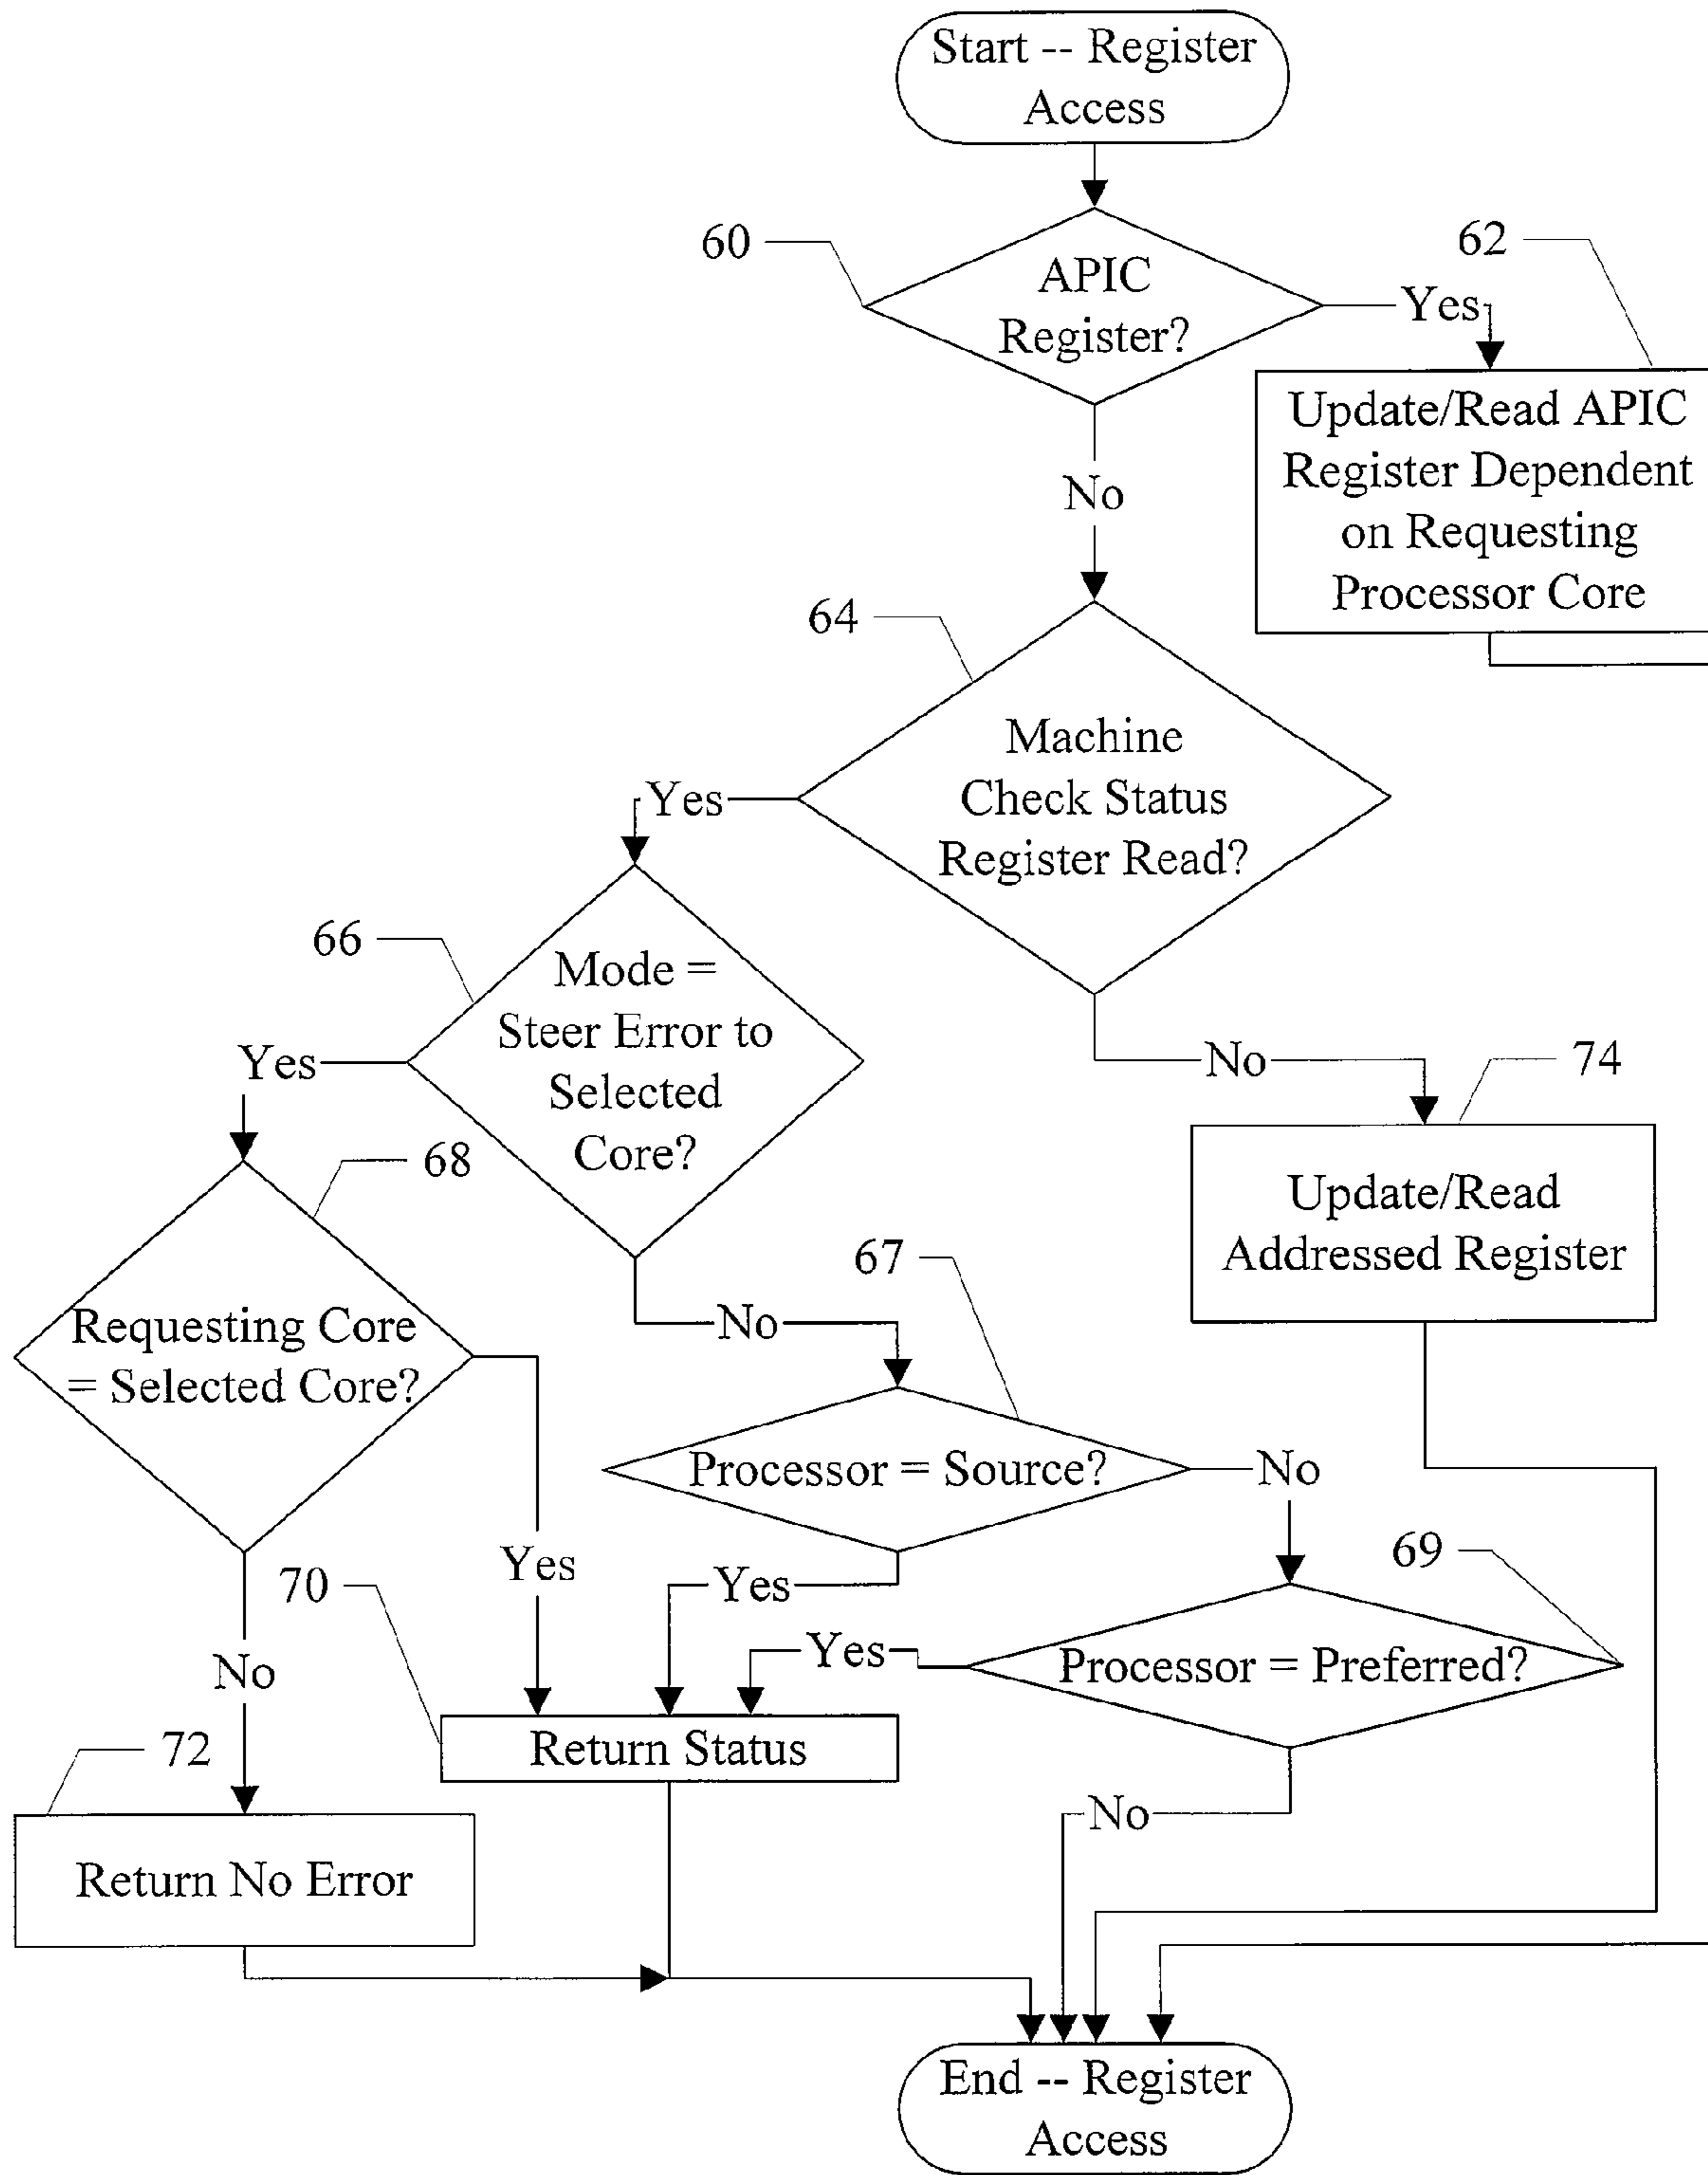 Start -- Register
Access
60
APIC
Register?
Yes
62
Update/Read APIC
Register Dependent
on Requesting
Processor Core
No
64
Machine
Check Status
Register Read?
Yes
66
Mode =
Steer Error to
Selected
Core?
Yes
No
74
68
Update/Read
Addressed Register
67
Requesting Core
= Selected Core?
No
Processor = Source?
No
Yes
70
Yes
69
Yes
Processor = Preferred?
No
72
Return Status
No
Return No Error
End -- Register
Access